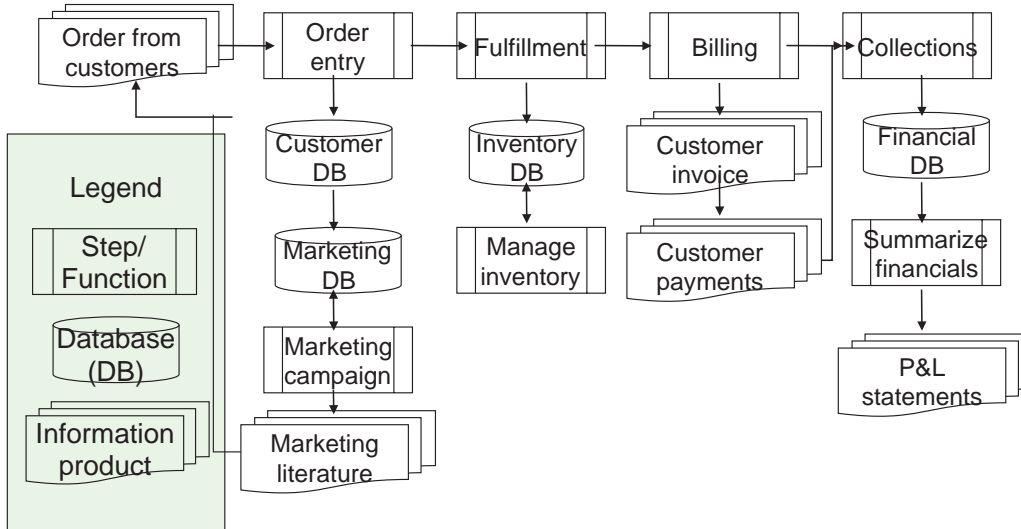 Order from
customers
Order
entry
Fulfillment
Billing
Collections
Customer
DB
Inventory
DB
Customer
invoice
Financial
DB
Legend
Step/
Function
Database
(DB)
Information
product
Marketing
DB
Manage
inventory
Customer
payments
Summarize
financials
Marketing
campaign
P&L
statements
Marketing
literature